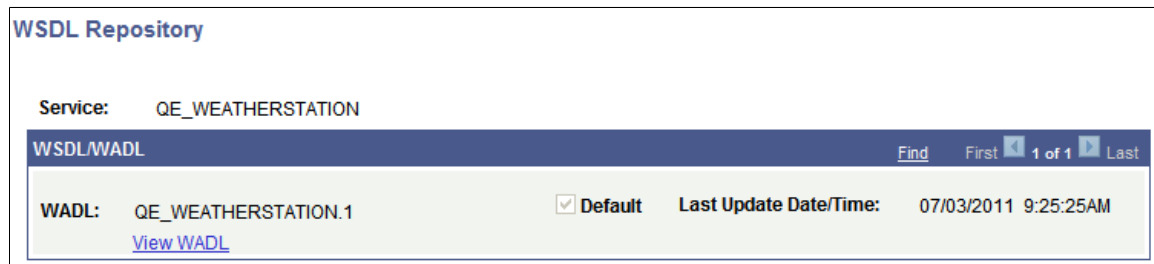 WSDL Repository
Service: QE_WEATHERSTATION
WSDL/WADL Find First 1 of 1 Last
WADL: QE_WEATHERSTATION.1 Default Last Update Date/Time: 07/03/2011 9:25:25AM
View WADL